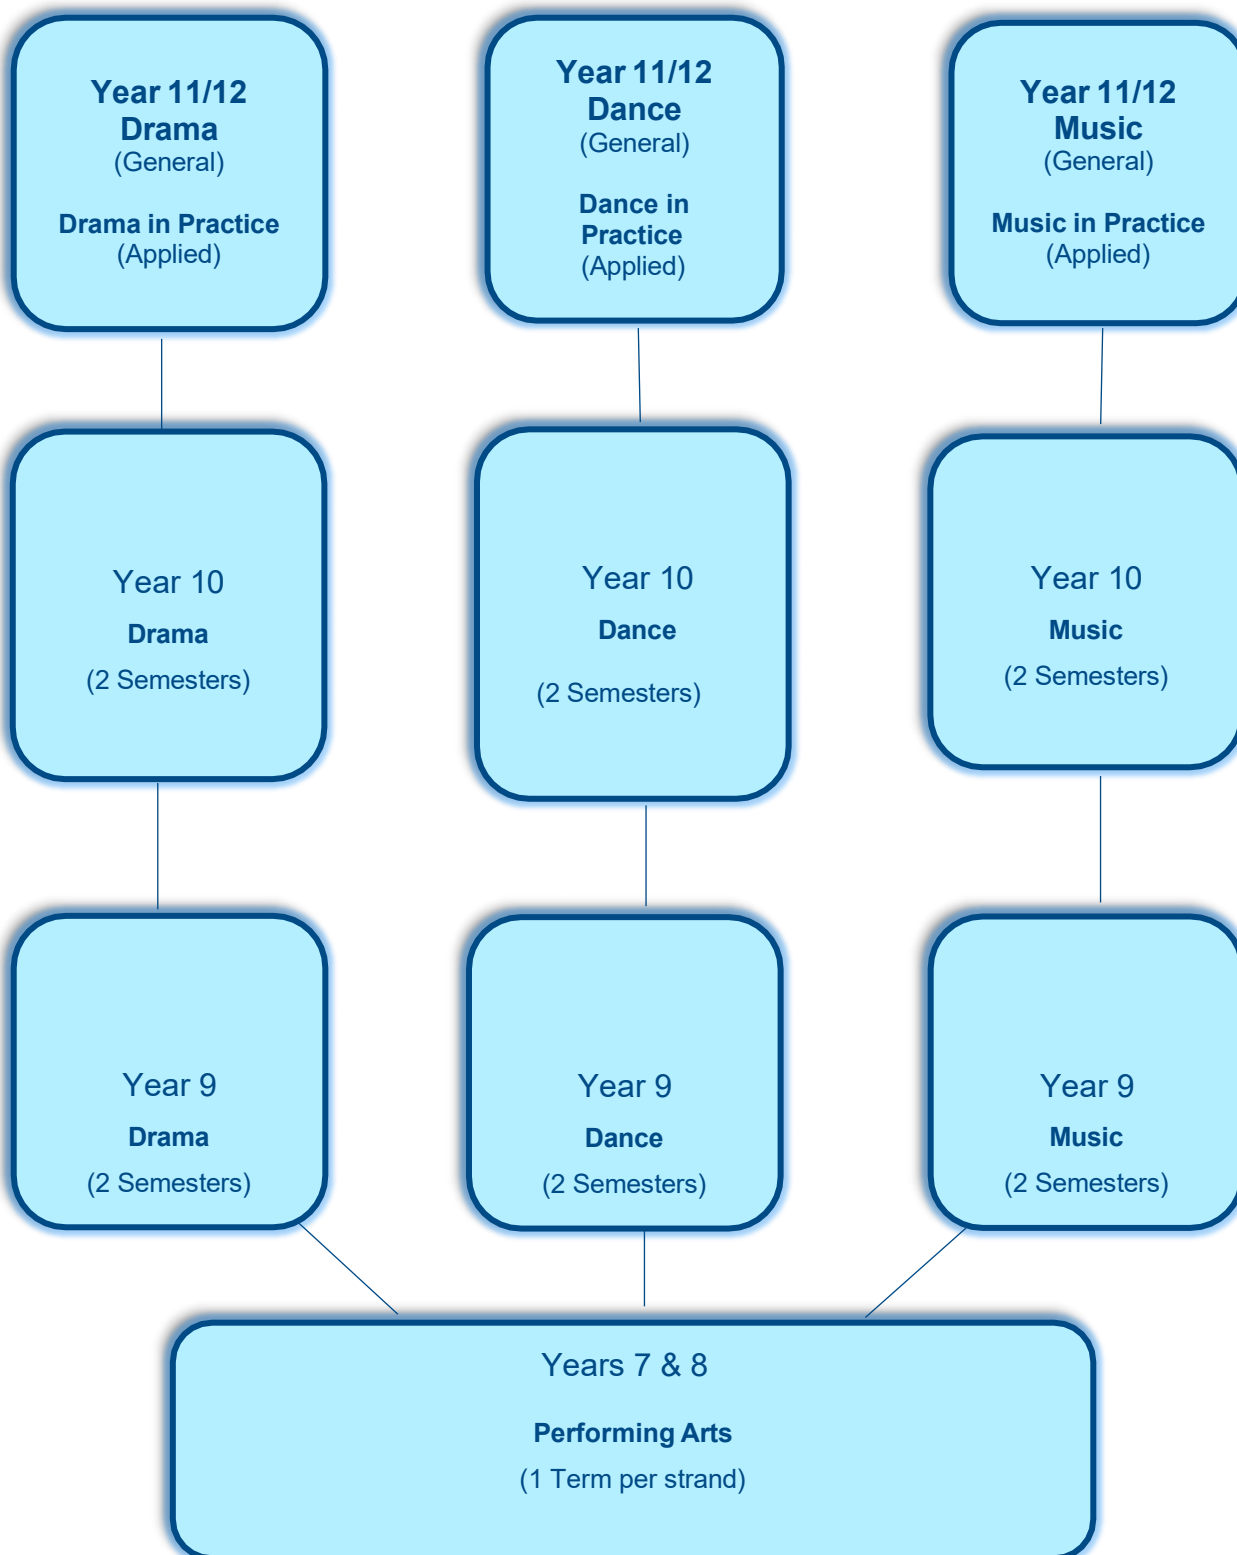 Year 11/12
Drama
(General)
Drama in Practice
(Applied)
Year 11/12
Dance
(General)
Dance in
Practice
(Applied)
Year 11/12
Music
(General)
Music in Practice
(Applied)
Year 10
Drama
(2 Semesters)
Year 10
Dance
(2 Semesters)
Year 10
Music
(2 Semesters)
Year 9
Drama
(2 Semesters)
Year 9
Dance
(2 Semesters)
Year 9
Music
(2 Semesters)
Years 7 & 8
Performing Arts
(1 Term per strand)